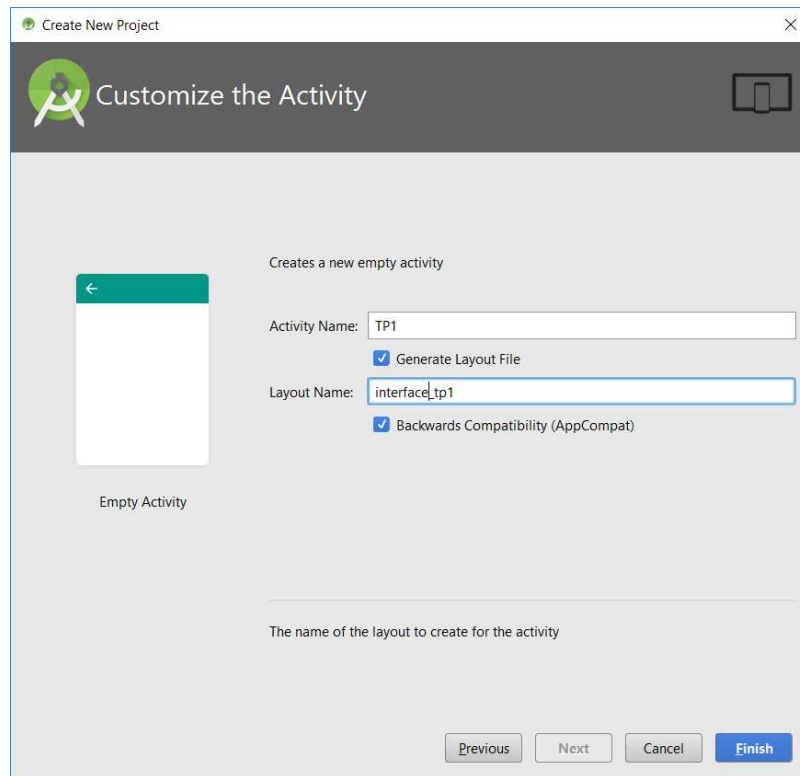 Create New Project
Customize the Activity
Creates a new empty activity
Activity Name: TP1
Generate Layout File
Layout Name: interface_tp1
Backwards Compatibility (AppCompat)
Empty Activity
The name of the layout to create for the activity
Previous Next Cancel Finish